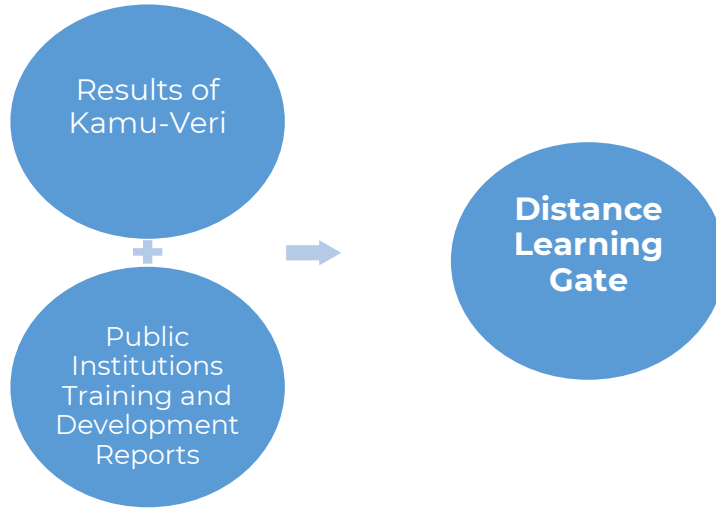 Results of
Kamu-Veri
Public
Institutions
Training and
Development
Reports
Distance
Learning
Gate